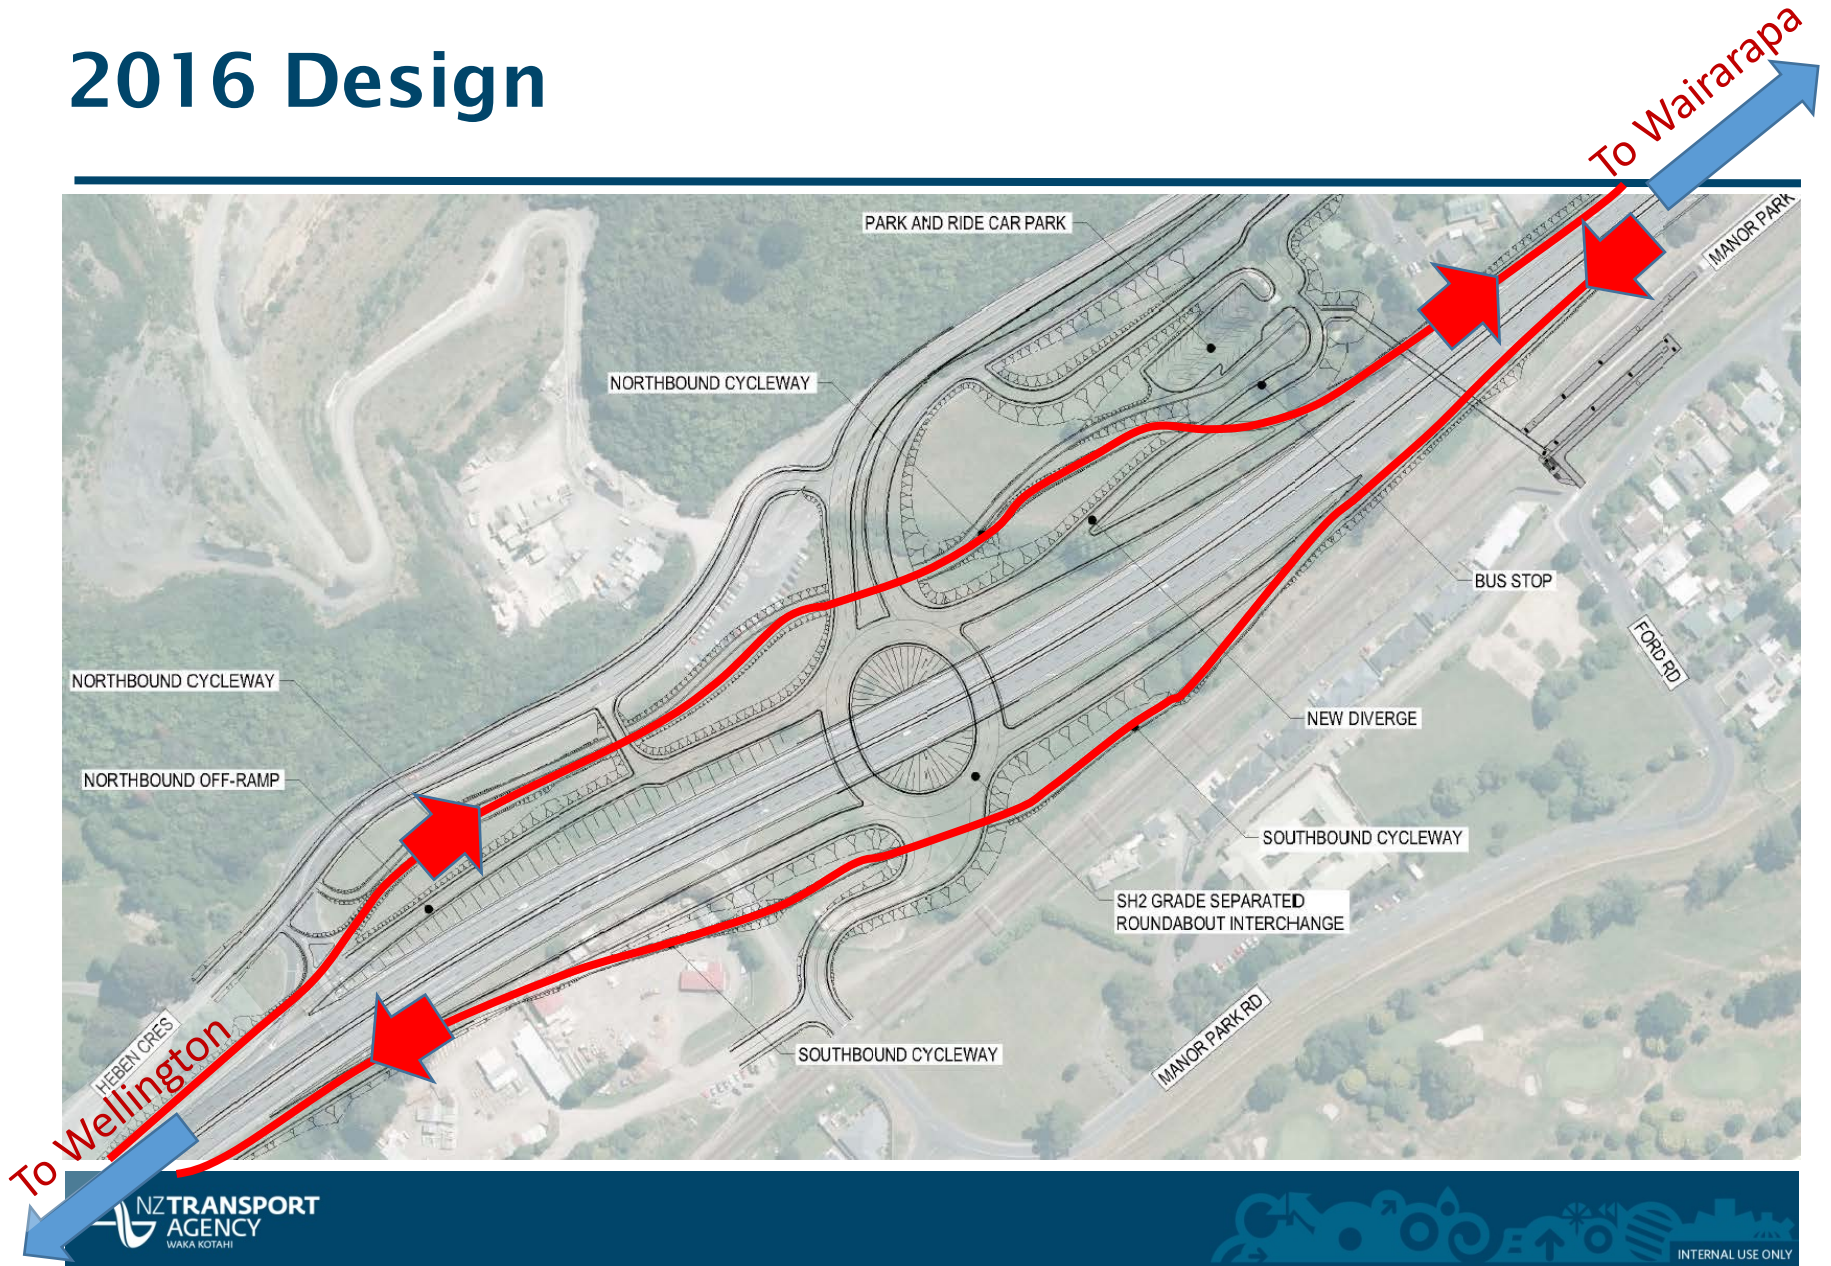 2016 Design
To Wairarapa
PARK AND RIDE CAR PARK
MANOR PARK
NORTHBOUND CYCLEWAY
BUS STOP
FORD RD
NORTHBOUND CYCLEWAY
NEW DIVERGE
NORTHBOUND OFF-RAMP
SOUTHBOUND CYCLEWAY
SH2 GRADE SEPARATED
ROUNDABOUT INTERCHANGE
MANOR PARK RD
HEBEN CRES
SOUTHBOUND CYCLEWAY
To Wellington
NZTRANSPORT
AGENCY
WAKA KOTAHI
INTERNAL USE ONLY